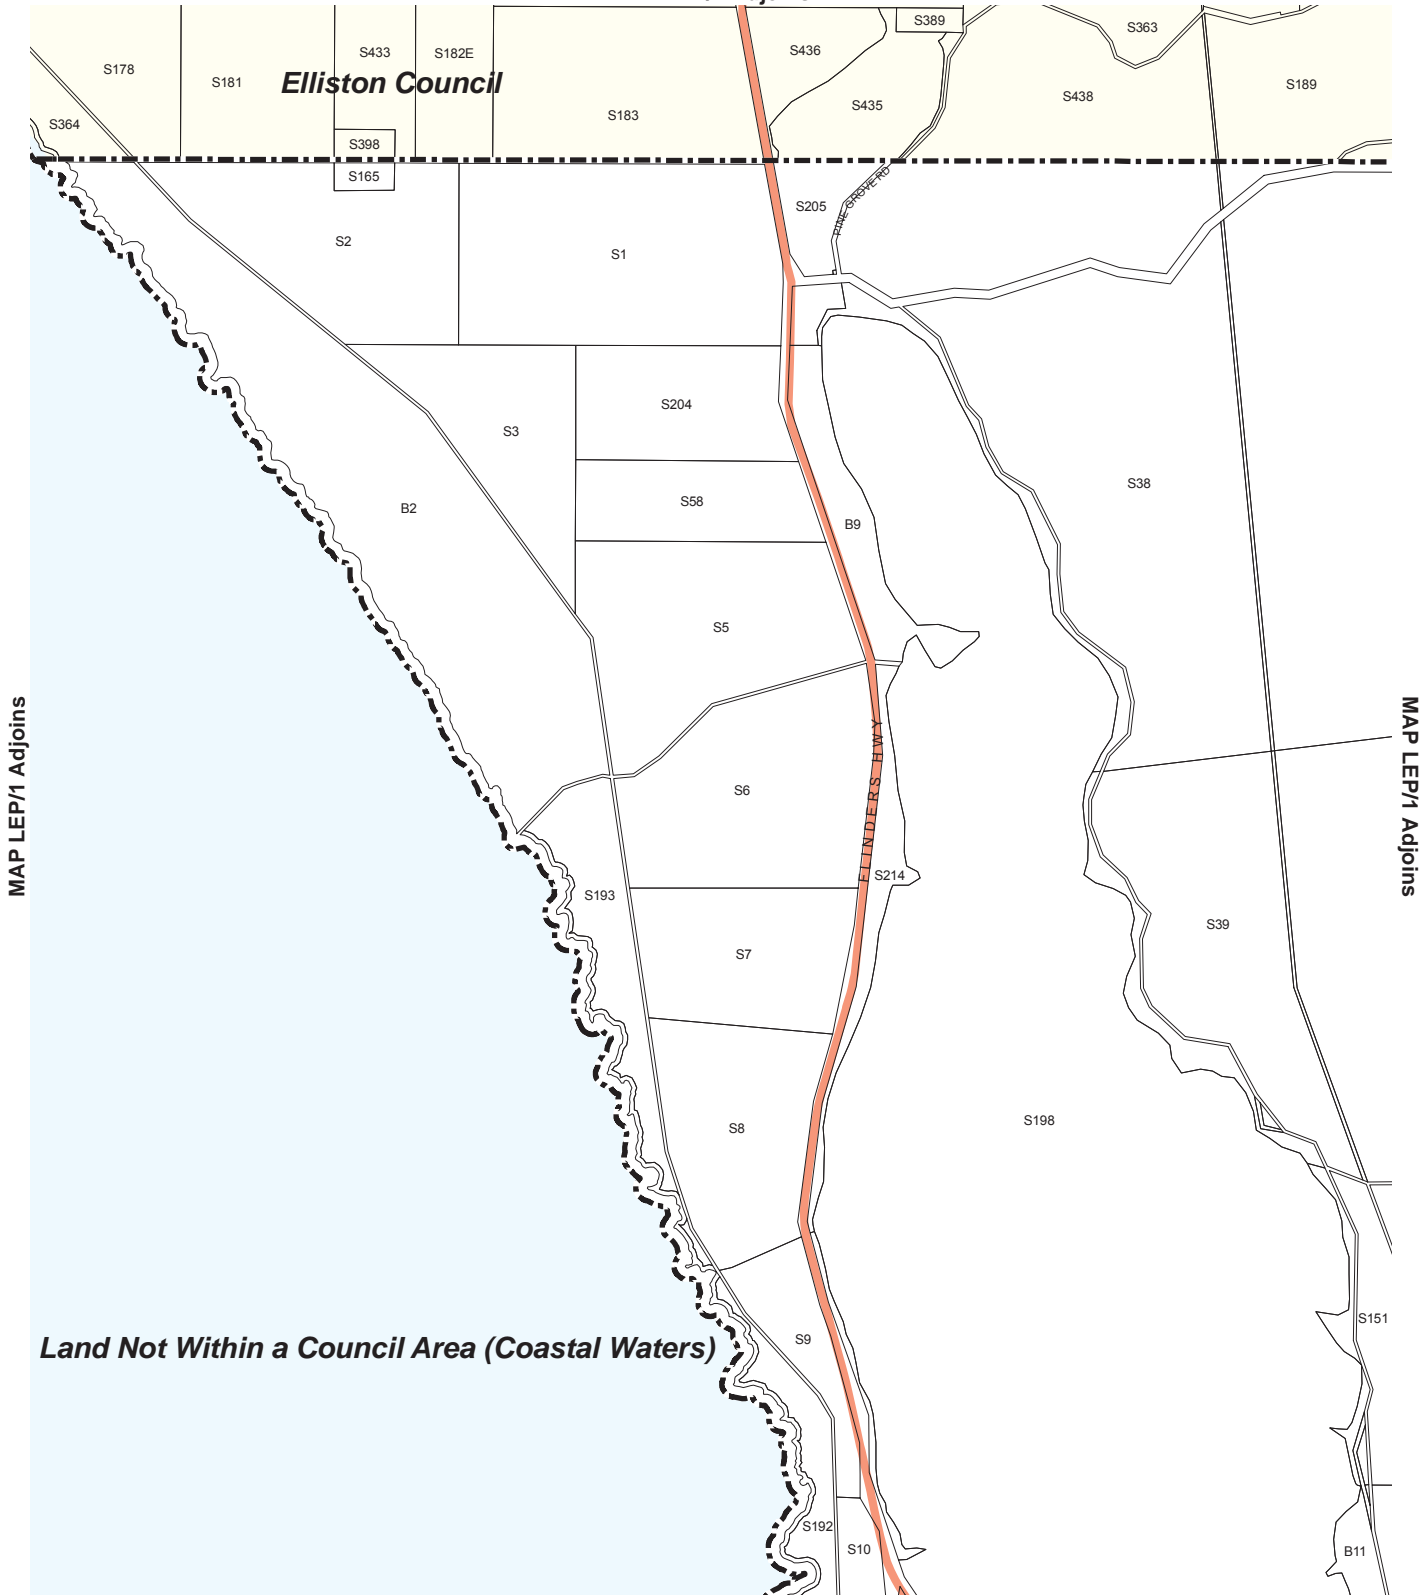 S389
S363
S436
S433
S182E
S178
S181
Elliston Council
S189
S438
S435
S183
S364
S398
S165
PINE GROVE RD
S205
S2
S1
S204
S3
S38
S58
B2
B9
S5
MAP LEP/1 Adjoins
MAP LEP/1 Adjoins
FLINDERS HWY
S6
S214
S193
S39
S7
S198
S8
S151
S9
Land Not Within a Council Area (Coastal Waters)
S192
S10
B11